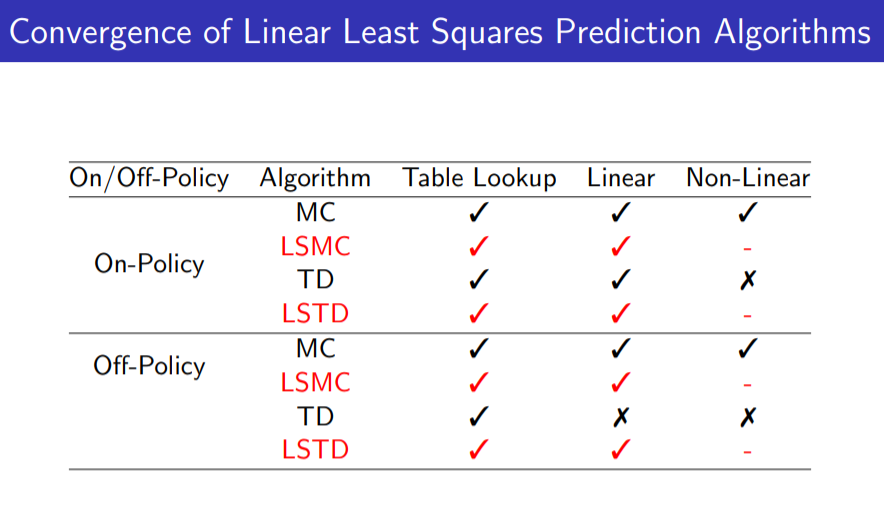 Convergence of Linear Least Squares Prediction Algorithms
On/Off-Policy Algorithm Table Lookup Linear Non-Linear
MC ✓ ✓ ✓
LSMC ✓ ✓ -
On-Policy
TD ✓ ✓ ✗
LSTD ✓ ✓ -
MC ✓ ✓ ✓
Off-Policy
LSMC ✓ ✓ -
TD ✓ ✗ ✗
LSTD ✓ ✓ -